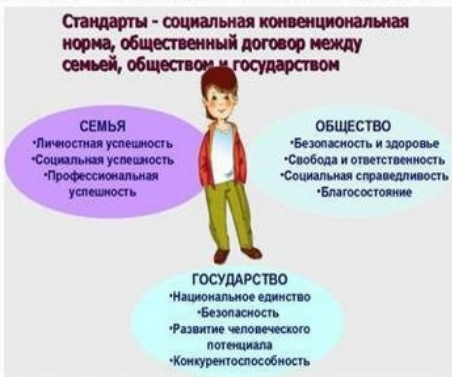 Стандарты - социальная конвенциональная
норма, общественный договор между
семьей, обществом и государством
СЕМЬЯ
•Личностная успешность
•Социальная успешность
•Профессиональная
успешность
ОБЩЕСТВО
•Безопасность и здоровье
•Свобода и ответственность
•Социальная справедливость
•Благосостояние
ГОСУДАРСТВО
•Национальное единство
•Безопасность
•Развитие человеческого
потенциала
•Конкурентоспособность